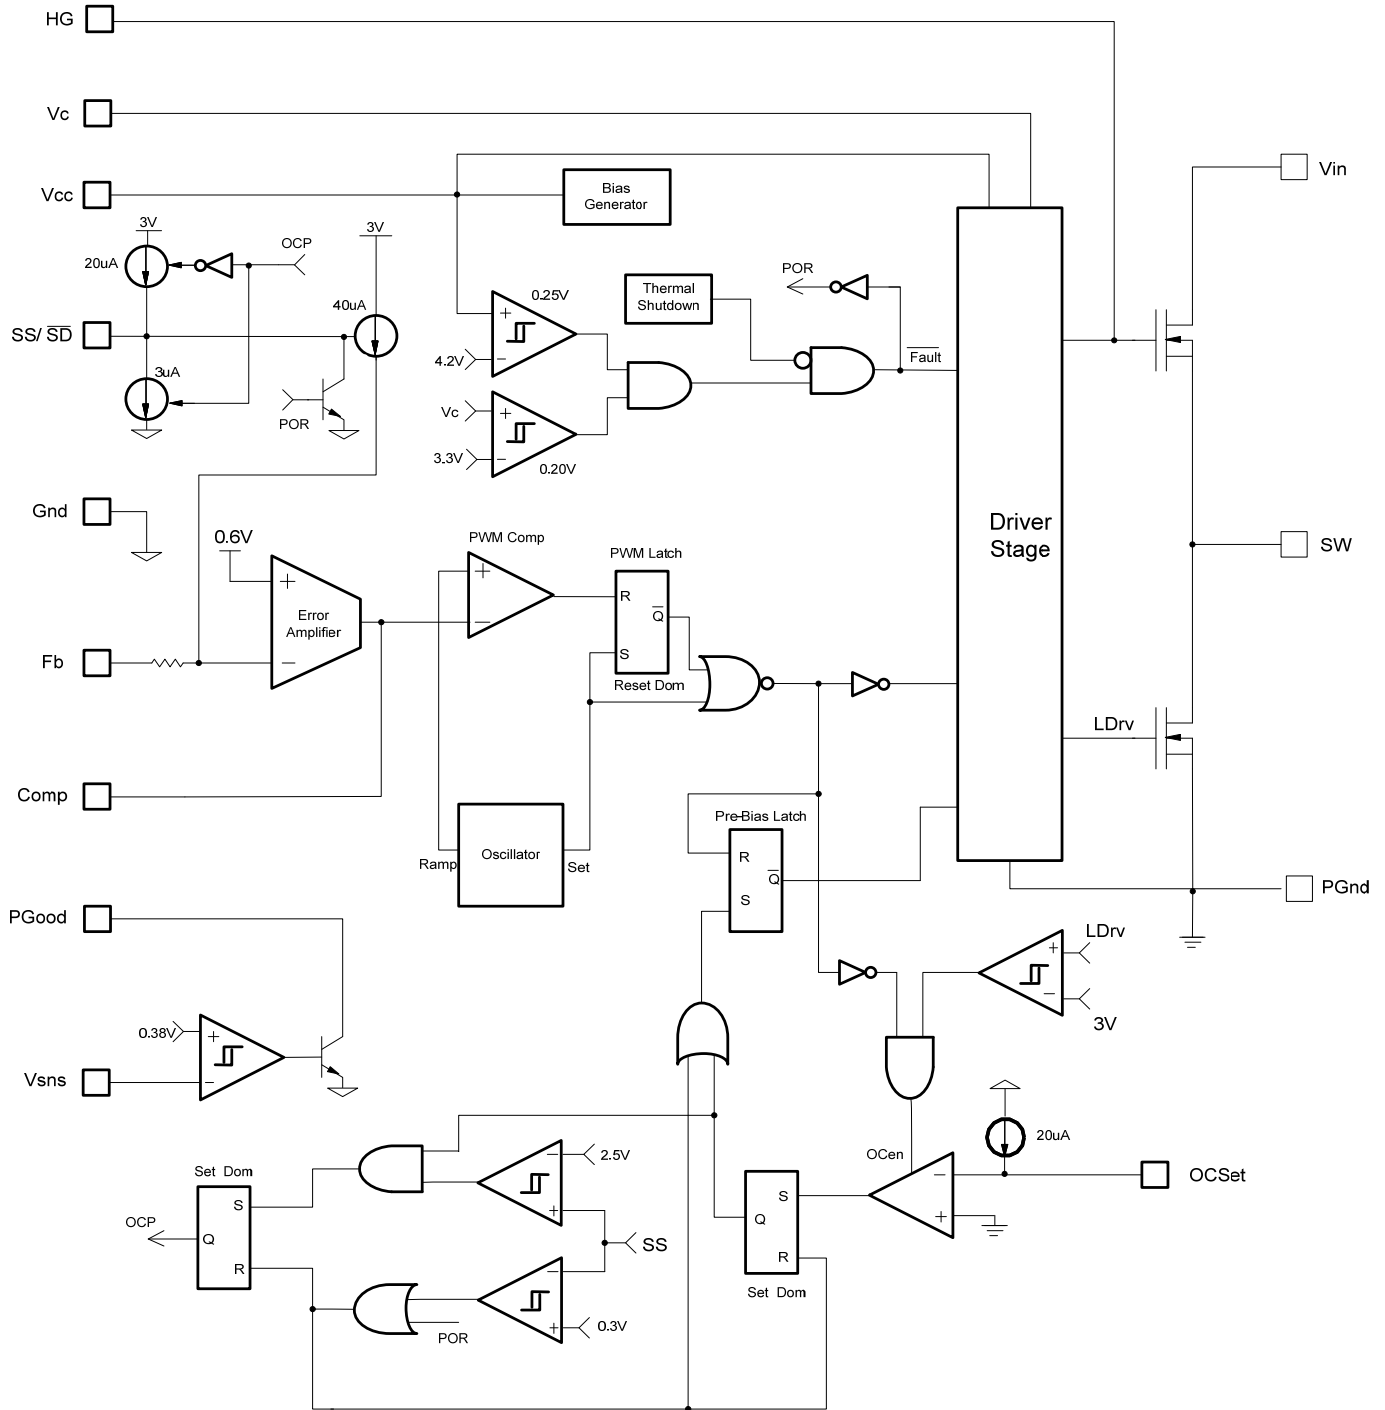 HG
Vc
Vin
Vcc
Bias
Generator
3V
3V
OCP
20uA
POR
Thermal
Shutdown
0.25V
40uA
SS/ SD
+
4.2V
−
Fault
3uA
Vc
+
POR
3.3V
−
0.20V
Gnd
Driver
Stage
0.6V
PWM Comp
SW
PWM Latch
+
+
R
Error
Amplifier
Q
−
S
Fb
−
Reset Dom
LDrv
Comp
Pre-Bias Latch
Ramp
Oscillator
Set
R
Q
S
PGnd
PGood
LDrv
+
−
3V
0.38V
+
Vsns
−
20uA
2.5V
−
OCen
Set Dom
OCSet
−
S
S
+
+
OCP
Q
Q
SS
R
−
R
Set Dom
0.3V
+
POR